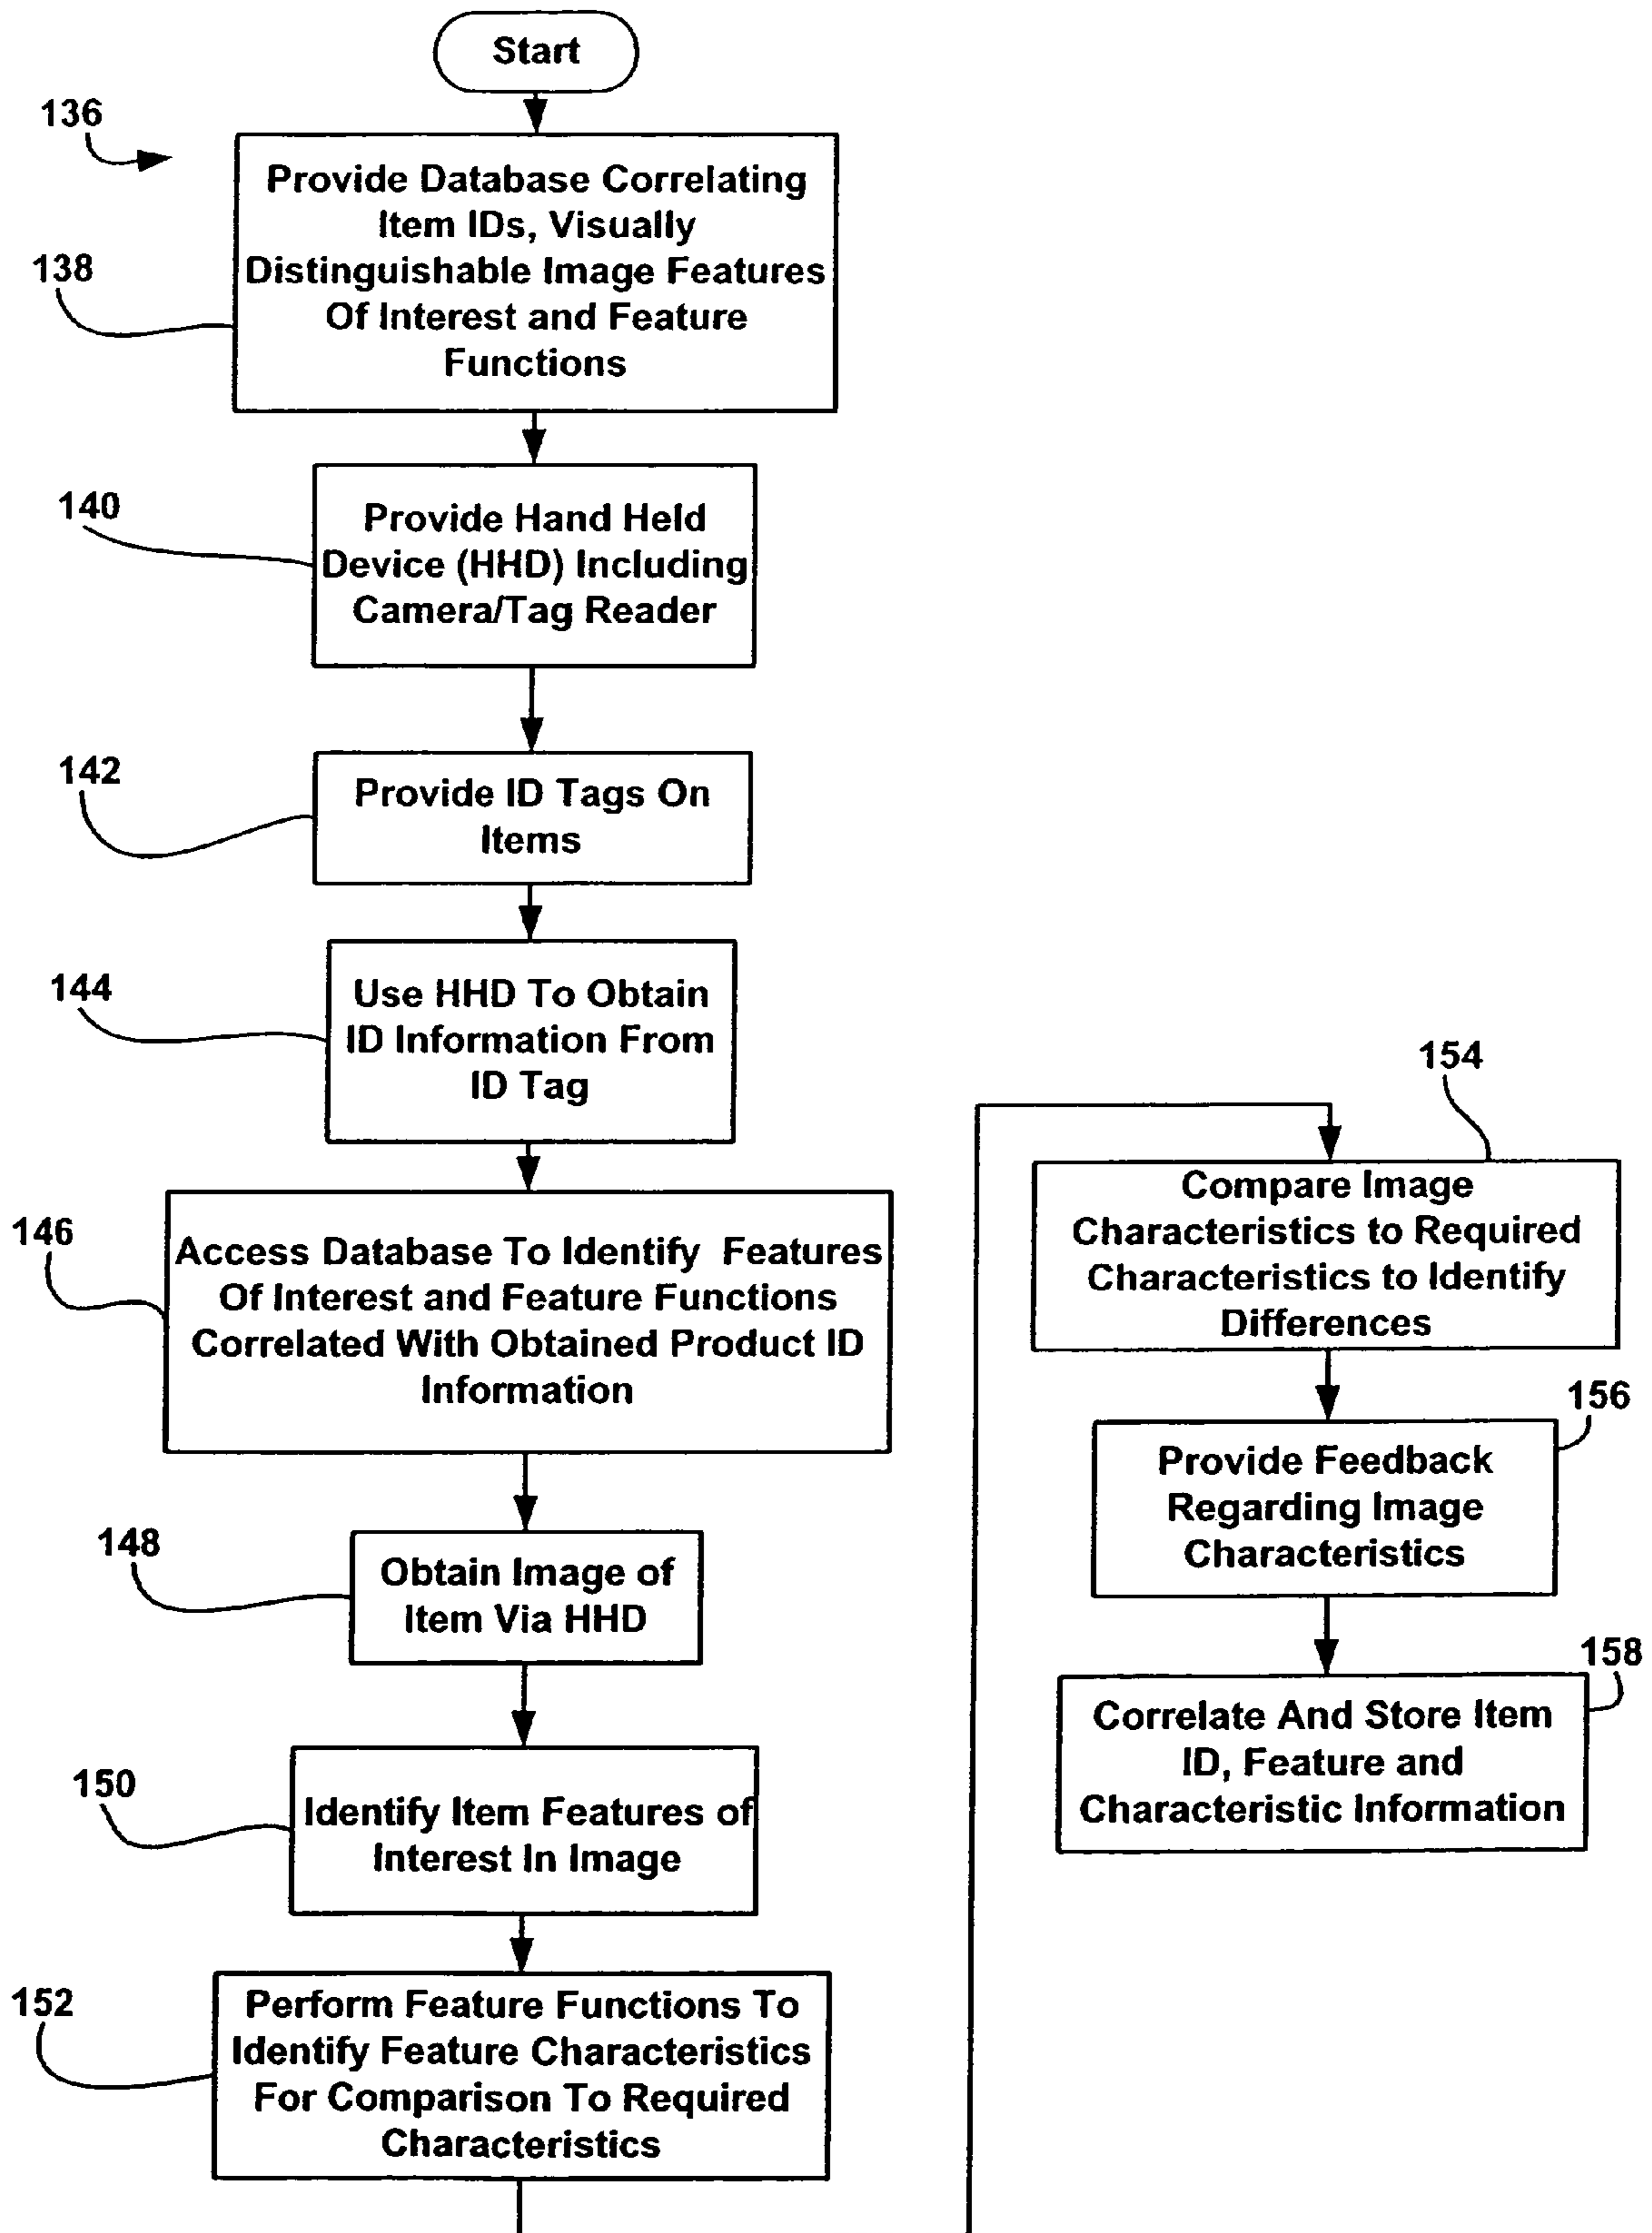 Start
136
Provide Database Correlating
Item IDs, Visually
Distinguishable Image Features
Of Interest and Feature
Functions
138
Provide Hand Held
Device (HHD) Including
Camera/Tag Reader
140
Provide ID Tags On
Items
142
Use HHD To Obtain
ID Information From
ID Tag
144
Access Database To Identify Features
Of Interest and Feature Functions
Correlated With Obtained Product ID
Information
146
Obtain Image of
Item Via HHD
148
Identify Item Features of
Interest In Image
150
Perform Feature Functions To
Identify Feature Characteristics
For Comparison To Required
Characteristics
152
154
Compare Image
Characteristics to Required
Characteristics to Identify
Differences
156
Provide Feedback
Regarding Image
Characteristics
158
Correlate And Store Item
ID, Feature and
Characteristic Information